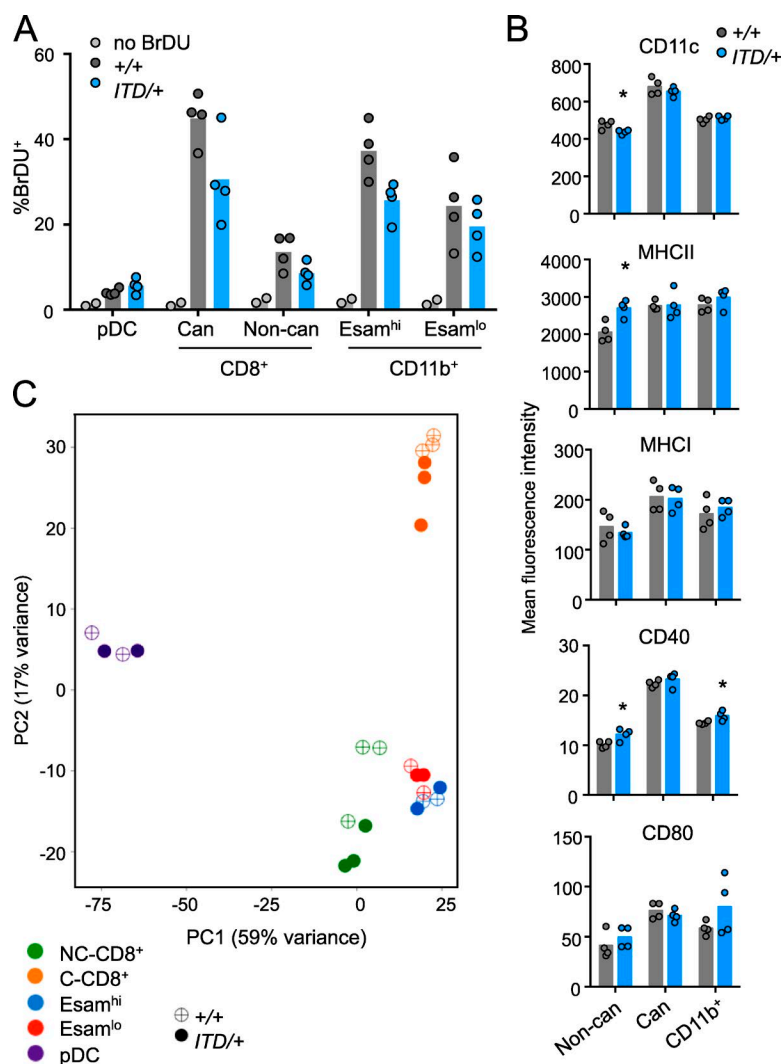 A
no BrDU
+/+
ITD/+
%BrDU⁺
60
40
20
0
pDC
Can
Non-can
Esamʰⁱ
Esamˡᵒ
CD8⁺
CD11b⁺
B
+/+
ITD/+
Mean fluorescence intensity
CD11c
800
600
400
200
0
*
MHCII
4000
3000
2000
1000
0
*
MHCI
300
200
100
0
CD40
30
20
10
0
*
*
CD80
150
100
50
0
Non-can
Can
CD11b⁺
C
PC2 (17% variance)
30
20
10
0
-10
-20
-75
-50
-25
0
25
PC1 (59% variance)
NC-CD8⁺
C-CD8⁺
Esamʰⁱ
Esamˡᵒ
pDC
+/+
ITD/+